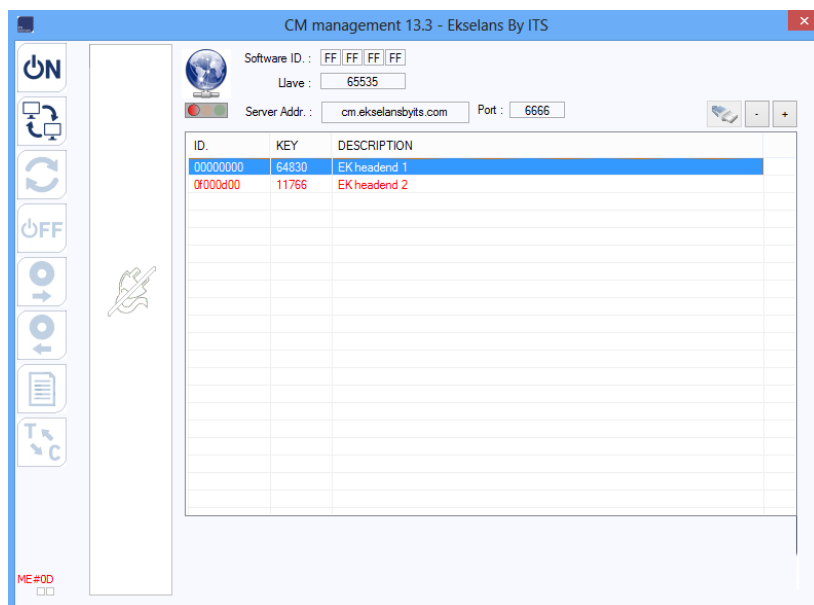 CM management 13.3 - Ekselans By ITS
ON
Software ID. : FF FF FF FF
Llave : 65535
Server Addr. : cm.ekselansbyits.com Port : 6666 - +
ID. KEY DESCRIPTION
00000000 64830 EK headend 1
0f000d00 11766 EK headend 2
OFF
T C
ME#0D